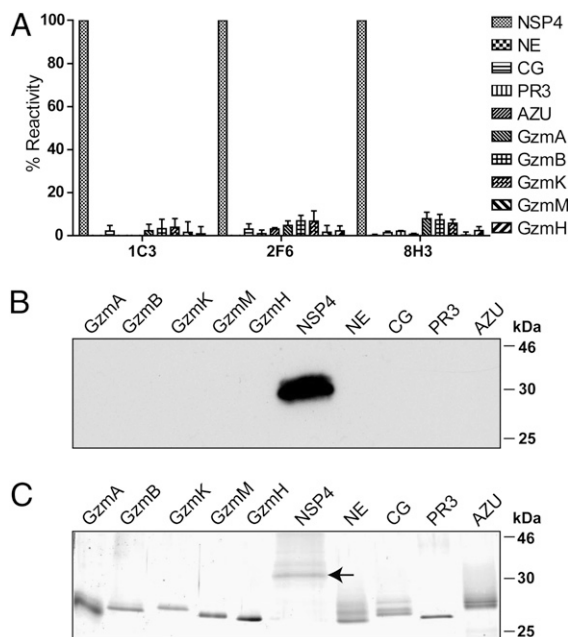 A
% Reactivity
100
80
60
40
20
0
1C3 2F6 8H3
NSP4
NE
CG
PR3
AZU
GzmA
GzmB
GzmK
GzmM
GzmH
B
GzmA GzmB GzmK GzmM GzmH NSP4 NE CG PR3 AZU
kDa
46
30
25
C
GzmA GzmB GzmK GzmM GzmH NSP4 NE CG PR3 AZU
kDa
46
30
25